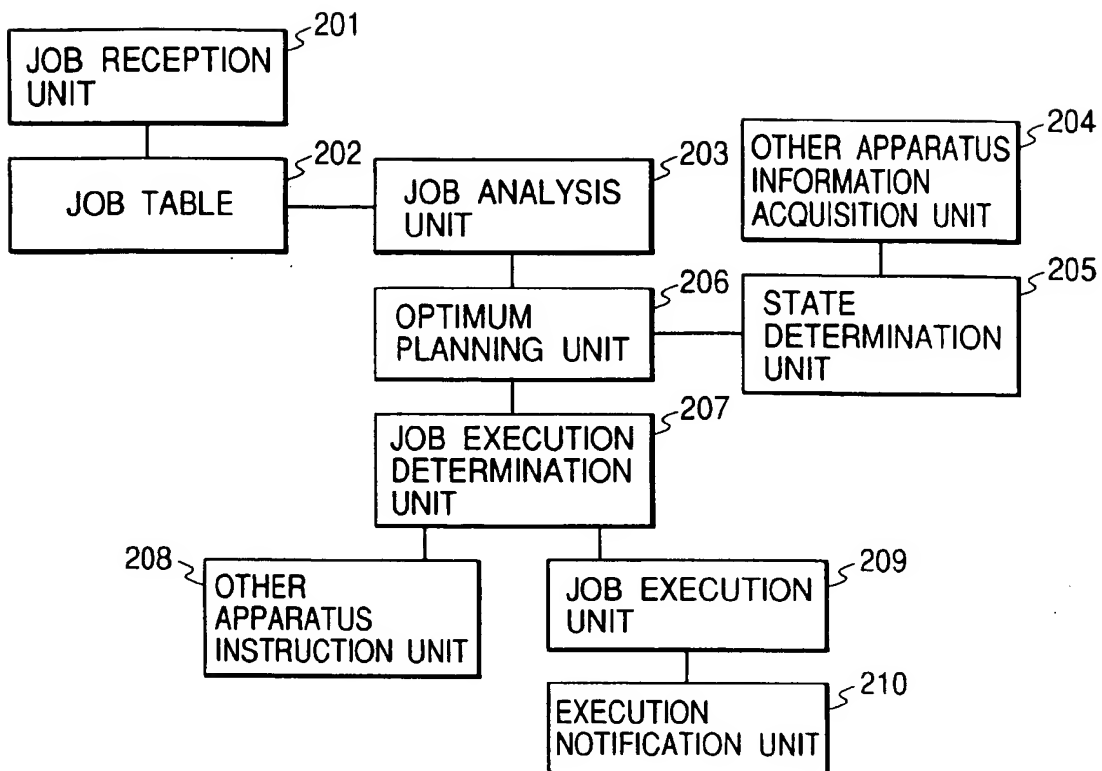 201
JOB RECEPTION
UNIT
202
JOB TABLE
203
JOB ANALYSIS
UNIT
204
OTHER APPARATUS
INFORMATION
ACQUISITION UNIT
205
STATE
DETERMINATION
UNIT
206
OPTIMUM
PLANNING UNIT
207
JOB EXECUTION
DETERMINATION
UNIT
208
OTHER
APPARATUS
INSTRUCTION UNIT
209
JOB EXECUTION
UNIT
210
EXECUTION
NOTIFICATION UNIT